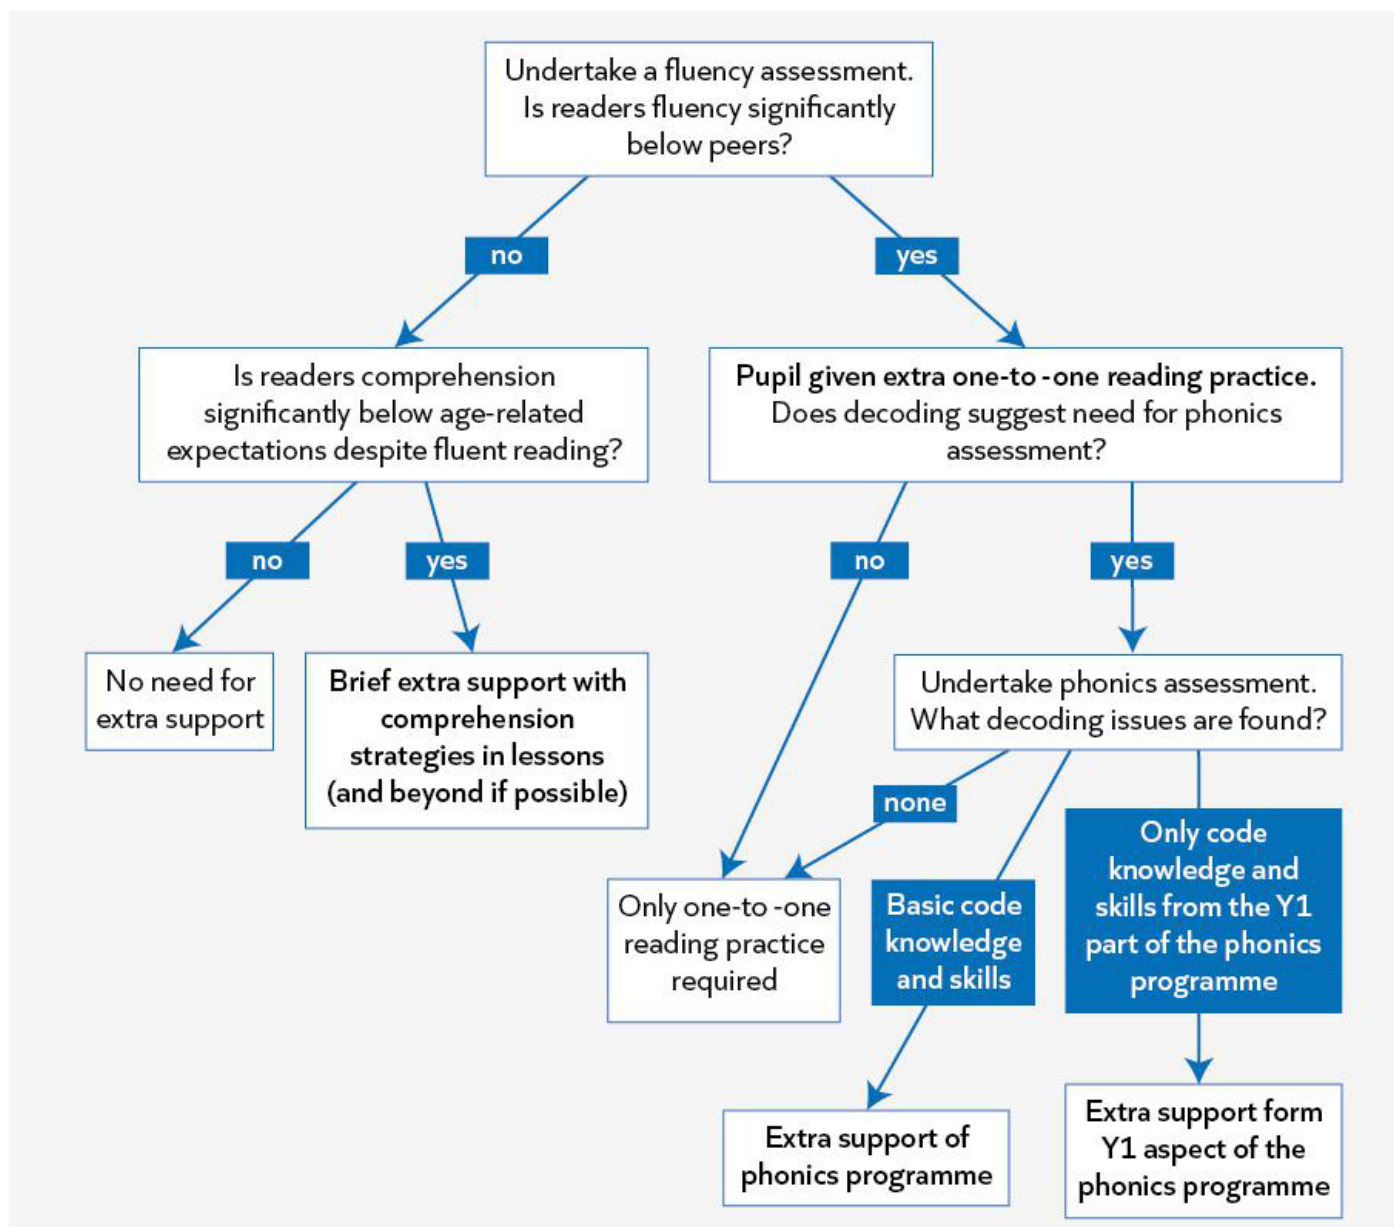 Undertake a fluency assessment.
Is readers fluency significantly
below peers?
no
yes
Is readers comprehension
significantly below age-related
expectations despite fluent reading?
Pupil given extra one-to -one reading practice.
Does decoding suggest need for phonics
assessment?
no
yes
no
yes
No need for
extra support
Brief extra support with
comprehension
strategies in lessons
(and beyond if possible)
Undertake phonics assessment.
What decoding issues are found?
none
Only code
knowledge and
skills from the Y1
part of the phonics
programme
Only one-to -one
reading practice
required
Basic code
knowledge
and skills
Extra support of
phonics programme
Extra support form
Y1 aspect of the
phonics programme